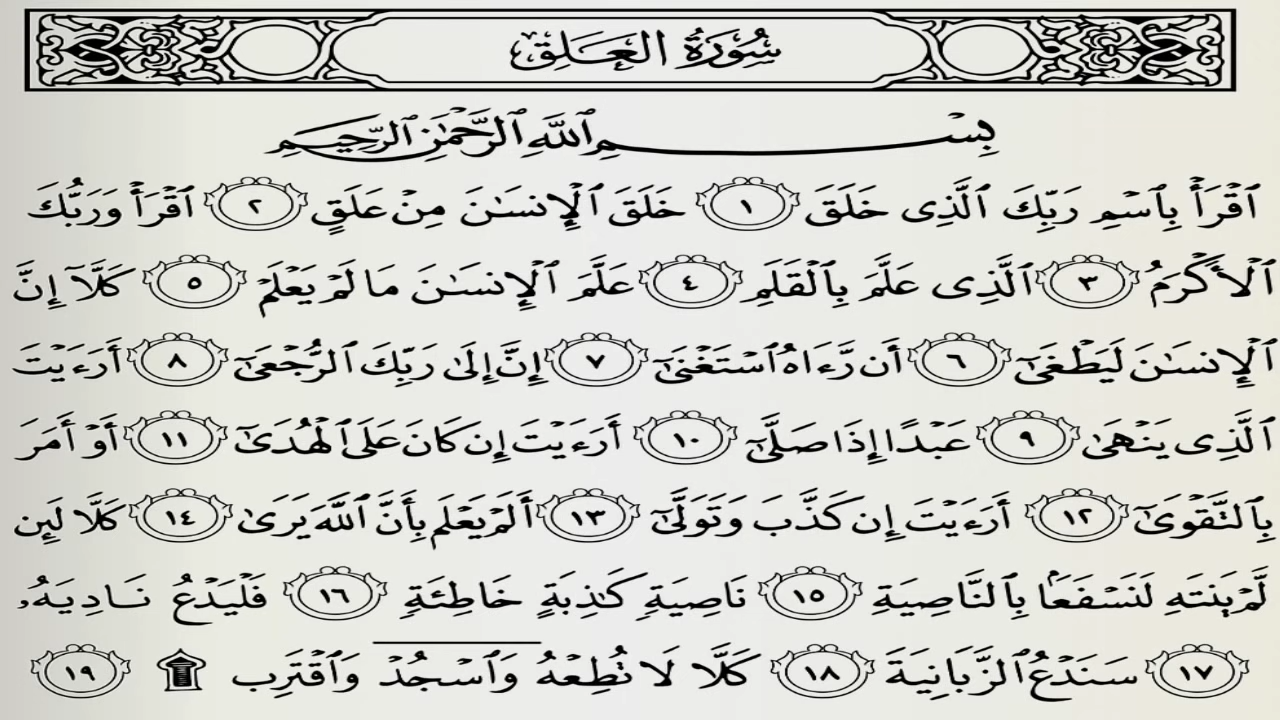 سُورَةُ العَلَقِ
بِسْمِ ٱللَّهِ ٱلرَّحْمَٰنِ ٱلرَّحِيمِ
ٱقْرَأْ بِٱسْمِ رَبِّكَ ٱلَّذِى خَلَقَ ١ خَلَقَ ٱلْإِنسَٰنَ مِنْ عَلَقٍ ٢ ٱقْرَأْ وَرَبُّكَ
ٱلْأَكْرَمُ ٣ ٱلَّذِى عَلَّمَ بِٱلْقَلَمِ ٤ عَلَّمَ ٱلْإِنسَٰنَ مَا لَمْ يَعْلَمْ ٥ كَلَّآ إِنَّ
ٱلْإِنسَٰنَ لَيَطْغَىٰٓ ٦ أَن رَّءَاهُ ٱسْتَغْنَىٰٓ ٧ إِنَّ إِلَىٰ رَبِّكَ ٱلرُّجْعَىٰٓ ٨ أَرَءَيْتَ
ٱلَّذِى يَنْهَىٰ ٩ عَبْدًا إِذَا صَلَّىٰٓ ١٠ أَرَءَيْتَ إِن كَانَ عَلَى ٱلْهُدَىٰٓ ١١ أَوْ أَمَرَ
بِٱلتَّقْوَىٰٓ ١٢ أَرَءَيْتَ إِن كَذَّبَ وَتَوَلَّىٰٓ ١٣ أَلَمْ يَعْلَم بِأَنَّ ٱللَّهَ يَرَىٰ ١٤ كَلَّا لَئِن
لَّمْ يَنتَهِ لَنَسْفَعًۢا بِٱلنَّاصِيَةِ ١٥ نَاصِيَةٍ كَٰذِبَةٍ خَاطِئَةٍ ١٦ فَلْيَدْعُ نَادِيَهُۥ
١٧ سَنَدْعُ ٱلزَّبَانِيَةَ ١٨ كَلَّا لَا تُطِعْهُ وَٱسْجُدْ وَٱقْتَرِب ۩ ١٩